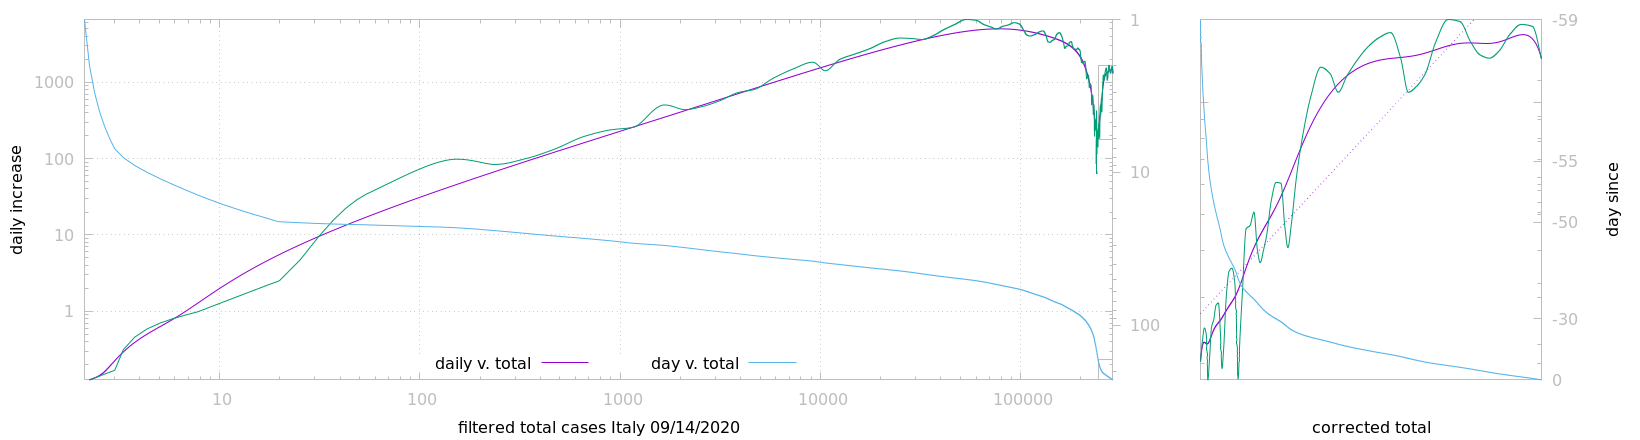 1000
100
10
1
daily increase
10
100
1000
10000
100000
filtered total cases Italy 09/14/2020
daily v. total
day v. total
1
10
100
-59
-55
-50
-30
0
day since
corrected total